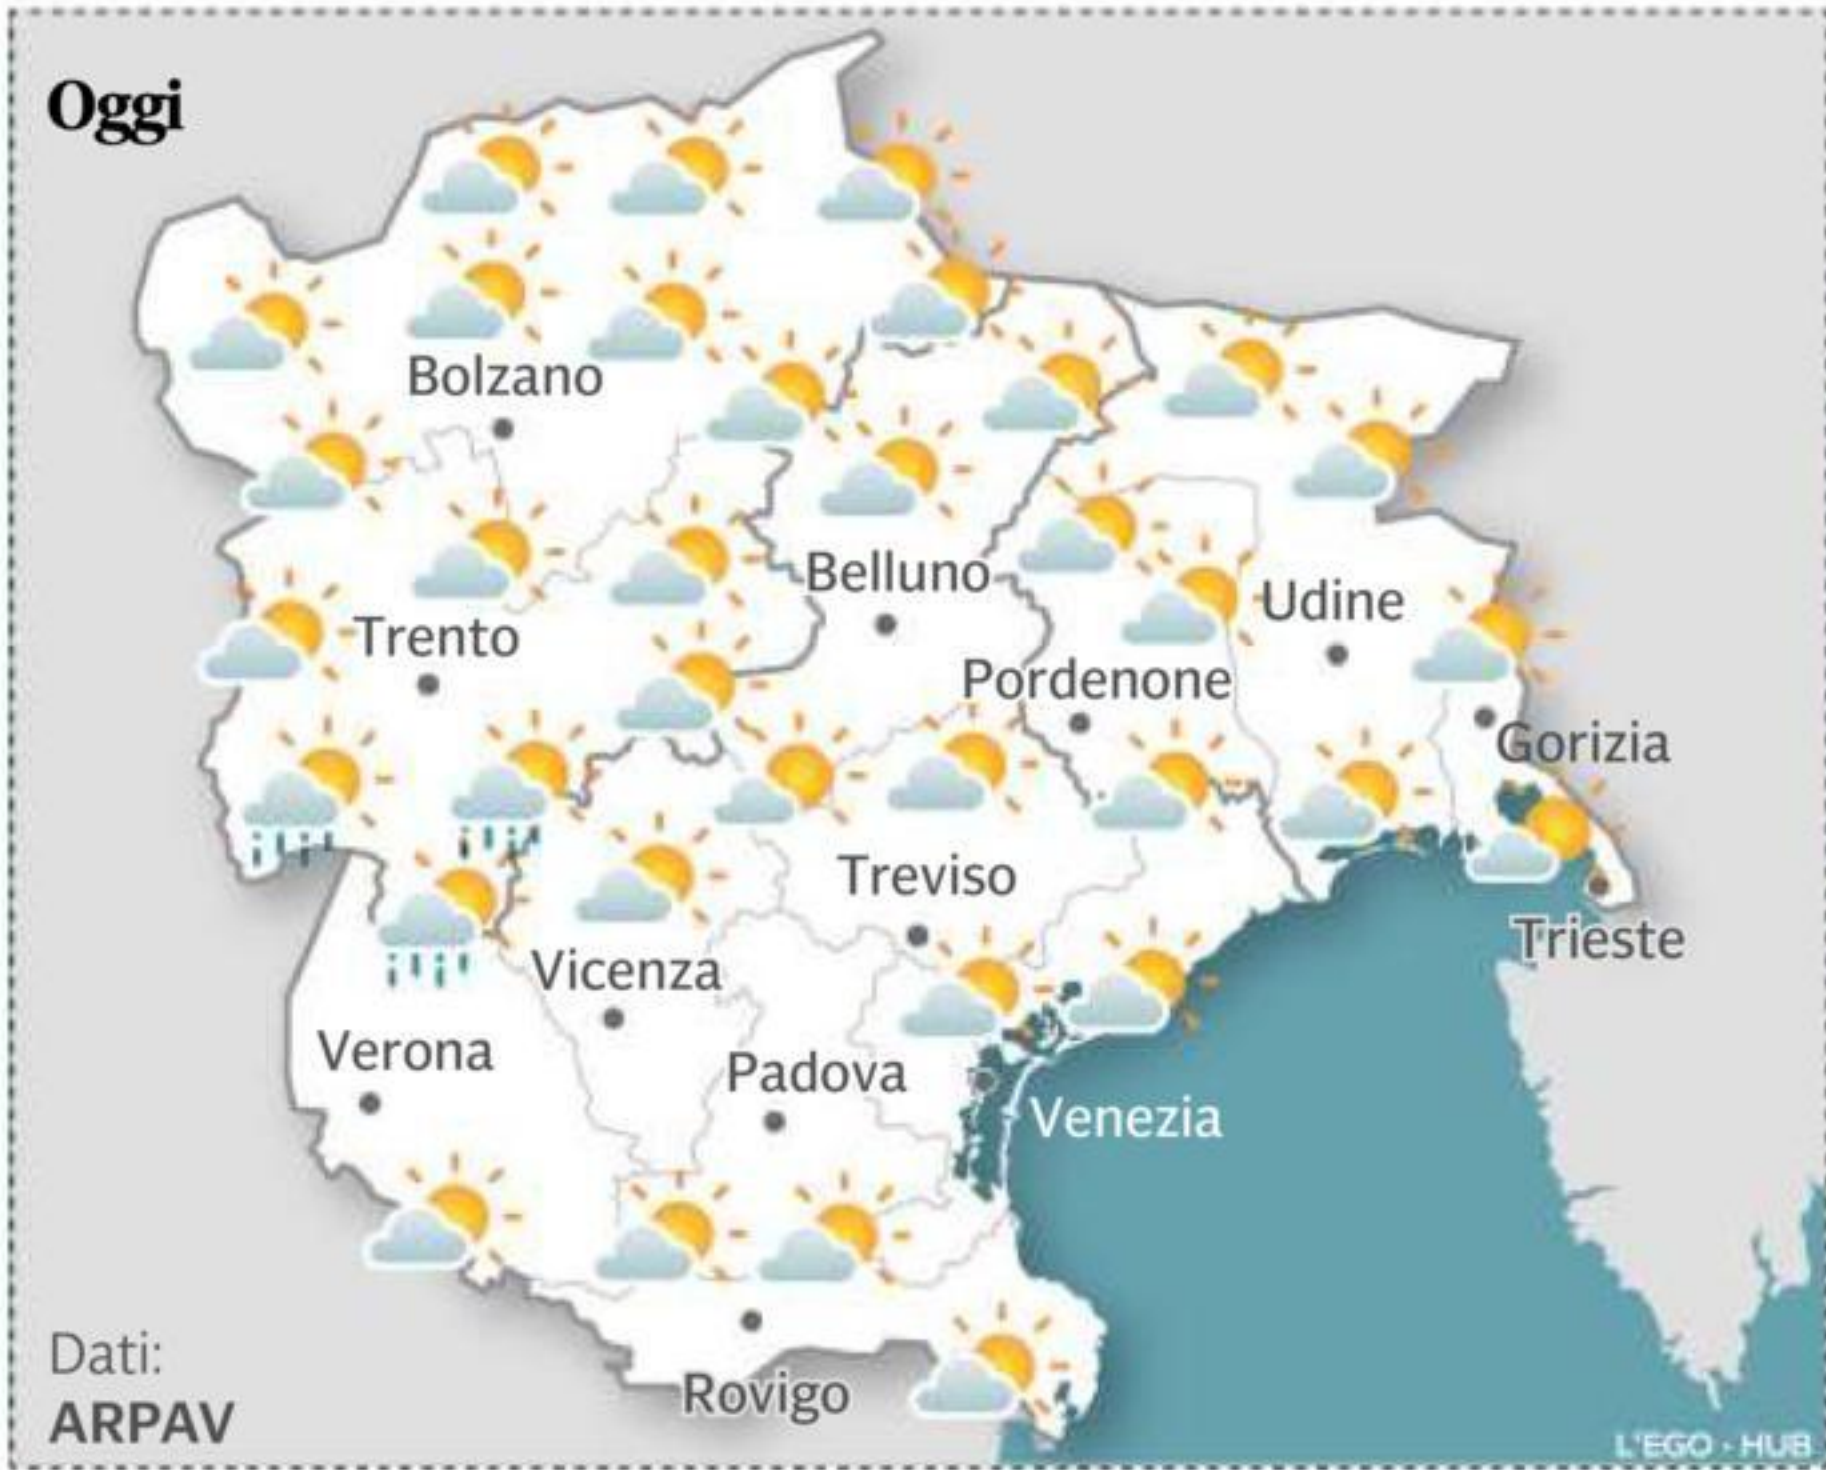 Oggi
Bolzano
Belluno
Udine
Trento
Pordenone
Gorizia
Treviso
Trieste
Vicenza
Verona
Padova
Venezia
Dati:
ARPAV
Rovigo
L'EGO - HUB